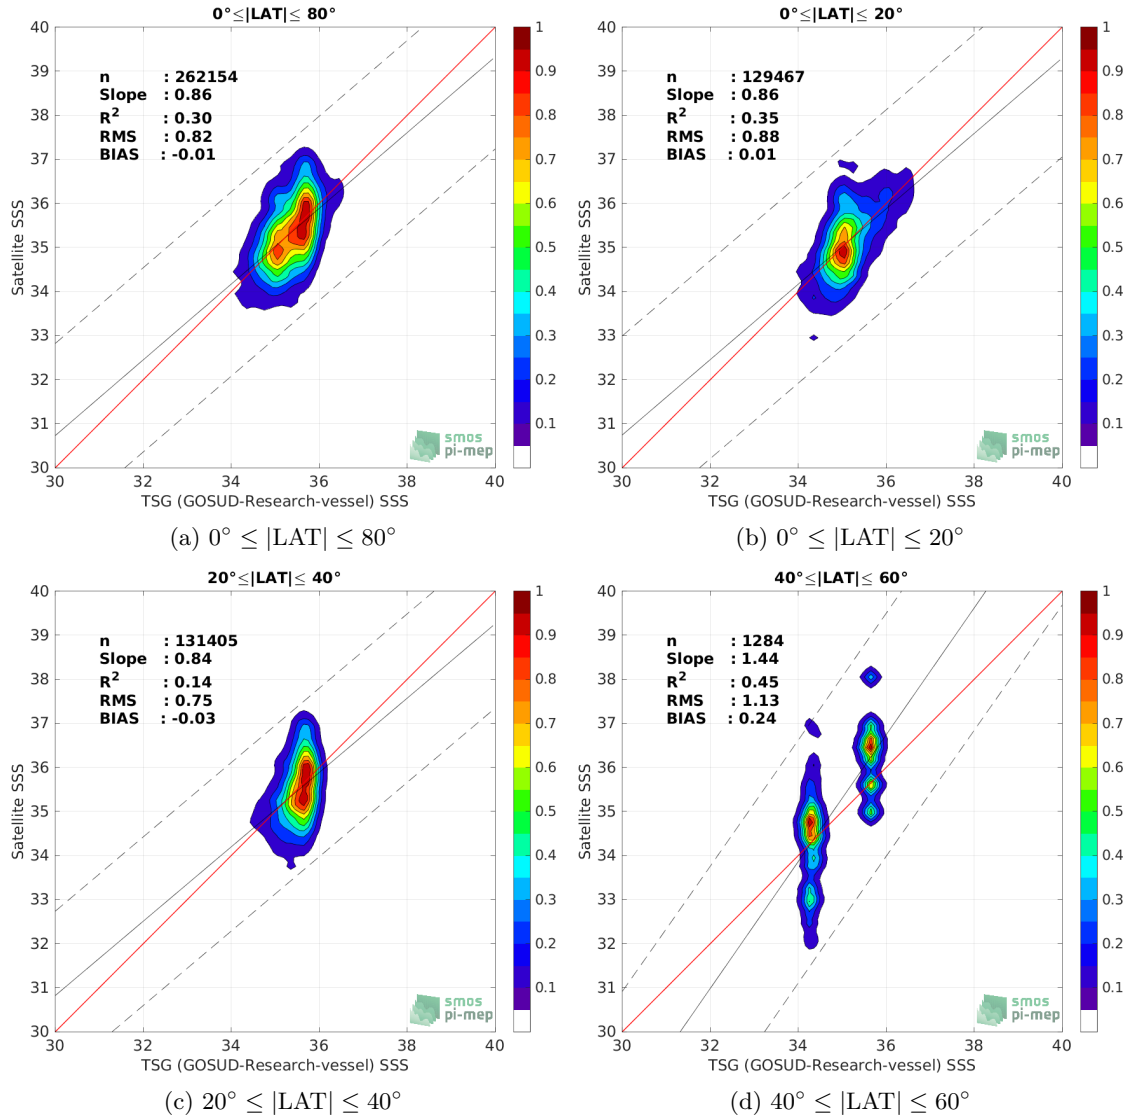 0°≤|LAT|≤ 80°
40
39
38
37
36
35
34
33
32
31
30
Satellite SSS
n : 262154
Slope : 0.86
R² : 0.30
RMS : 0.82
BIAS : -0.01
30 32 34 36 38 40
TSG (GOSUD-Research-vessel) SSS
smos
pi-mep
1
0.9
0.8
0.7
0.6
0.5
0.4
0.3
0.2
0.1
(a) 0° ≤ |LAT| ≤ 80°
0°≤|LAT|≤ 20°
40
39
38
37
36
35
34
33
32
31
30
Satellite SSS
n : 129467
Slope : 0.86
R² : 0.35
RMS : 0.88
BIAS : 0.01
30 32 34 36 38 40
TSG (GOSUD-Research-vessel) SSS
smos
pi-mep
1
0.9
0.8
0.7
0.6
0.5
0.4
0.3
0.2
0.1
(b) 0° ≤ |LAT| ≤ 20°
20°≤|LAT|≤ 40°
40
39
38
37
36
35
34
33
32
31
30
Satellite SSS
n : 131405
Slope : 0.84
R² : 0.14
RMS : 0.75
BIAS : -0.03
30 32 34 36 38 40
TSG (GOSUD-Research-vessel) SSS
smos
pi-mep
1
0.9
0.8
0.7
0.6
0.5
0.4
0.3
0.2
0.1
(c) 20° ≤ |LAT| ≤ 40°
40°≤|LAT|≤ 60°
40
39
38
37
36
35
34
33
32
31
30
Satellite SSS
n : 1284
Slope : 1.44
R² : 0.45
RMS : 1.13
BIAS : 0.24
30 32 34 36 38 40
TSG (GOSUD-Research-vessel) SSS
smos
pi-mep
1
0.9
0.8
0.7
0.6
0.5
0.4
0.3
0.2
0.1
(d) 40° ≤ |LAT| ≤ 60°